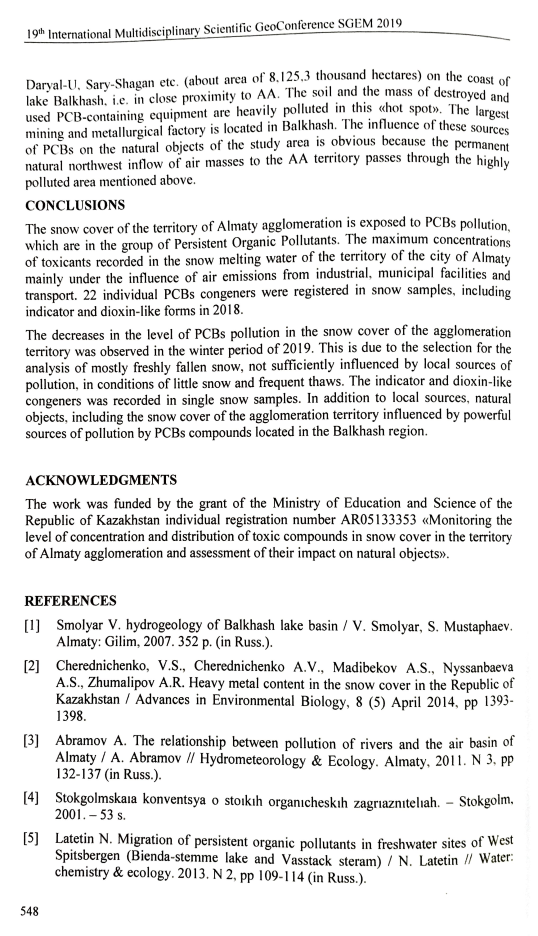 19th International Multidisciplinary Scientific GeoConference SGEM 2019
Daryal-U, Sary-Shagan etc. (about area of 8,125,3 thousand hectares) on the coast of
lake Balkhash, i.e. in close proximity to AA. The soil and the mass of destroyed and
used PCB-containing equipment are heavily polluted in this «hot spot». The largest
mining and metallurgical factory is located in Balkhash. The influence of these sources
of PCBs on the natural objects of the study area is obvious because the permanent
natural northwest inflow of air masses to the AA territory passes through the highly
polluted area mentioned above.
CONCLUSIONS
The snow cover of the territory of Almaty agglomeration is exposed to PCBs pollution,
which are in the group of Persistent Organic Pollutants. The maximum concentrations
of toxicants recorded in the snow melting water of the territory of the city of Almaty
mainly under the influence of air emissions from industrial, municipal facilities and
transport. 22 individual PCBs congeners were registered in snow samples, including
indicator and dioxin-like forms in 2018.
The decreases in the level of PCBs pollution in the snow cover of the agglomeration
territory was observed in the winter period of 2019. This is due to the selection for the
analysis of mostly freshly fallen snow, not sufficiently influenced by local sources of
pollution, in conditions of little snow and frequent thaws. The indicator and dioxin-like
congeners was recorded in single snow samples. In addition to local sources, natural
objects, including the snow cover of the agglomeration territory influenced by powerful
sources of pollution by PCBs compounds located in the Balkhash region.
ACKNOWLEDGMENTS
The work was funded by the grant of the Ministry of Education and Science of the
Republic of Kazakhstan individual registration number AR05133353 «Monitoring the
level of concentration and distribution of toxic compounds in snow cover in the territory
of Almaty agglomeration and assessment of their impact on natural objects».
REFERENCES
[1] Smolyar V. hydrogeology of Balkhash lake basin / V. Smolyar, S. Mustaphaev.
Almaty: Gilim, 2007. 352 p. (in Russ.).
[2] Cherednichenko, V.S., Cherednichenko A.V., Madibekov A.S., Nyssanbaeva
A.S., Zhumalipov A.R. Heavy metal content in the snow cover in the Republic of
Kazakhstan / Advances in Environmental Biology, 8 (5) April 2014, pp 1393-
1398.
[3] Abramov A. The relationship between pollution of rivers and the air basin of
Almaty / A. Abramov // Hydrometeorology & Ecology. Almaty, 2011. N 3, pp
132-137 (in Russ.).
[4] Stokgolmskaıa konventsya o stoıkıh organıcheskıh zagrıaznıtelıah. – Stokgolm,
2001. – 53 s.
[5] Latetin N. Migration of persistent organic pollutants in freshwater sites of West
Spitsbergen (Bienda-stemme lake and Vasstack steram) / N. Latetin // Water:
chemistry & ecology. 2013. N 2, pp 109-114 (in Russ.).
548